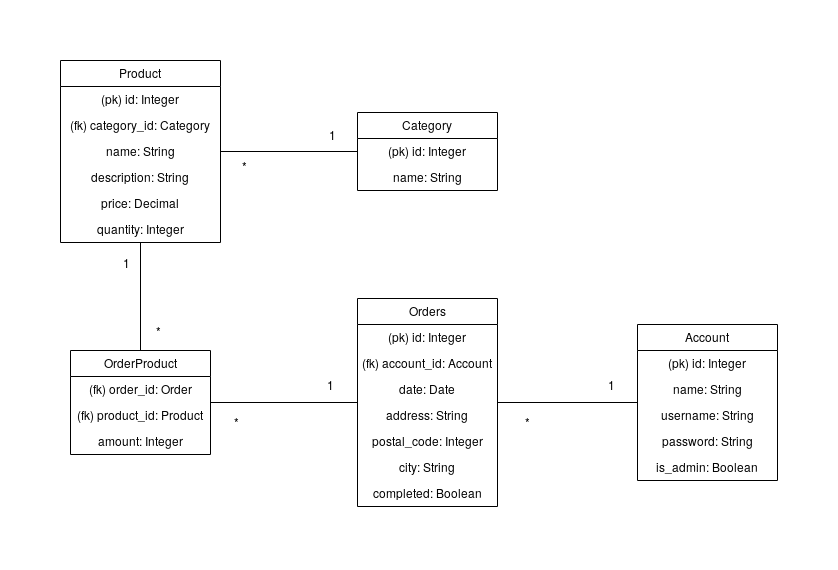 Product
(pk) id: Integer
(fk) category_id: Category
name: String
description: String
price: Decimal
quantity: Integer
1
*
Category
(pk) id: Integer
name: String
1
*
OrderProduct
(fk) order_id: Order
(fk) product_id: Product
amount: Integer
1
*
Orders
(pk) id: Integer
(fk) account_id: Account
date: Date
address: String
postal_code: Integer
city: String
completed: Boolean
1
*
Account
(pk) id: Integer
name: String
username: String
password: String
is_admin: Boolean